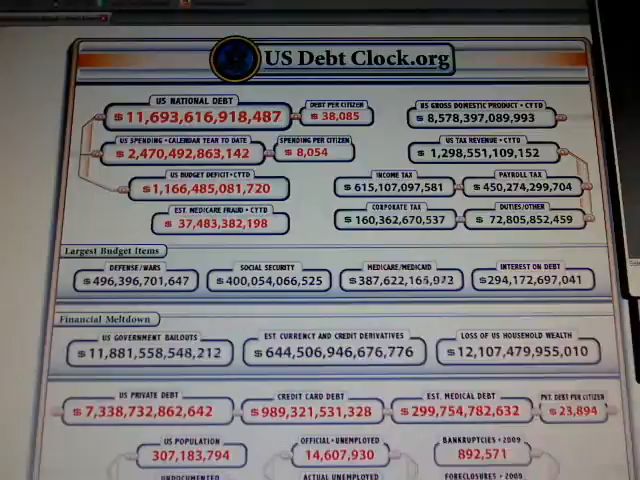 US Debt Clock.org
US NATIONAL DEBT
$ 11,693,616,918,487
DEBT PER CITIZEN
$ 38,085
US GROSS DOMESTIC PRODUCT • CYTD
$ 8,578,397,089,993
US SPENDING • CALENDAR YEAR TO DATE
$ 2,470,492,863,142
SPENDING PER CITIZEN
$ 8,054
US TAX REVENUE • CYTD
$ 1,298,551,109,152
US BUDGET DEFICIT • CYTD
$ 1,166,485,081,720
INCOME TAX
$ 615,107,097,581
PAYROLL TAX
$ 450,274,299,704
EST. MEDICARE FRAUD • CYTD
$ 37,483,382,198
CORPORATE TAX
$ 160,362,670,537
DUTIES/OTHER
$ 72,805,852,459
Largest Budget Items
DEFENSE/WARS
$ 496,396,701,647
SOCIAL SECURITY
$ 400,054,066,525
MEDICARE/MEDICAID
INTEREST ON DEBT
$ 294,172,697,041
Financial Meltdown
US GOVERNMENT BAILOUTS
$ 11,881,558,548,212
EST. CURRENCY AND CREDIT DERIVATIVES
$ 644,506,946,676,776
LOSS OF US HOUSEHOLD WEALTH
$ 12,107,479,955,010
US PRIVATE DEBT
$ 7,338,732,862,642
CREDIT CARD DEBT
$ 989,321,531,328
EST. MEDICAL DEBT
$ 299,754,782,632
PVT. DEBT PER CITIZEN
$ 23,894
US POPULATION
307,183,794
OFFICIAL • UNEMPLOYED
14,607,930
BANKRUPTCIES • 2009
892,571
UNDOCUMENTED
ACTUAL UNEMPLOYED
FORECLOSURES • 2009